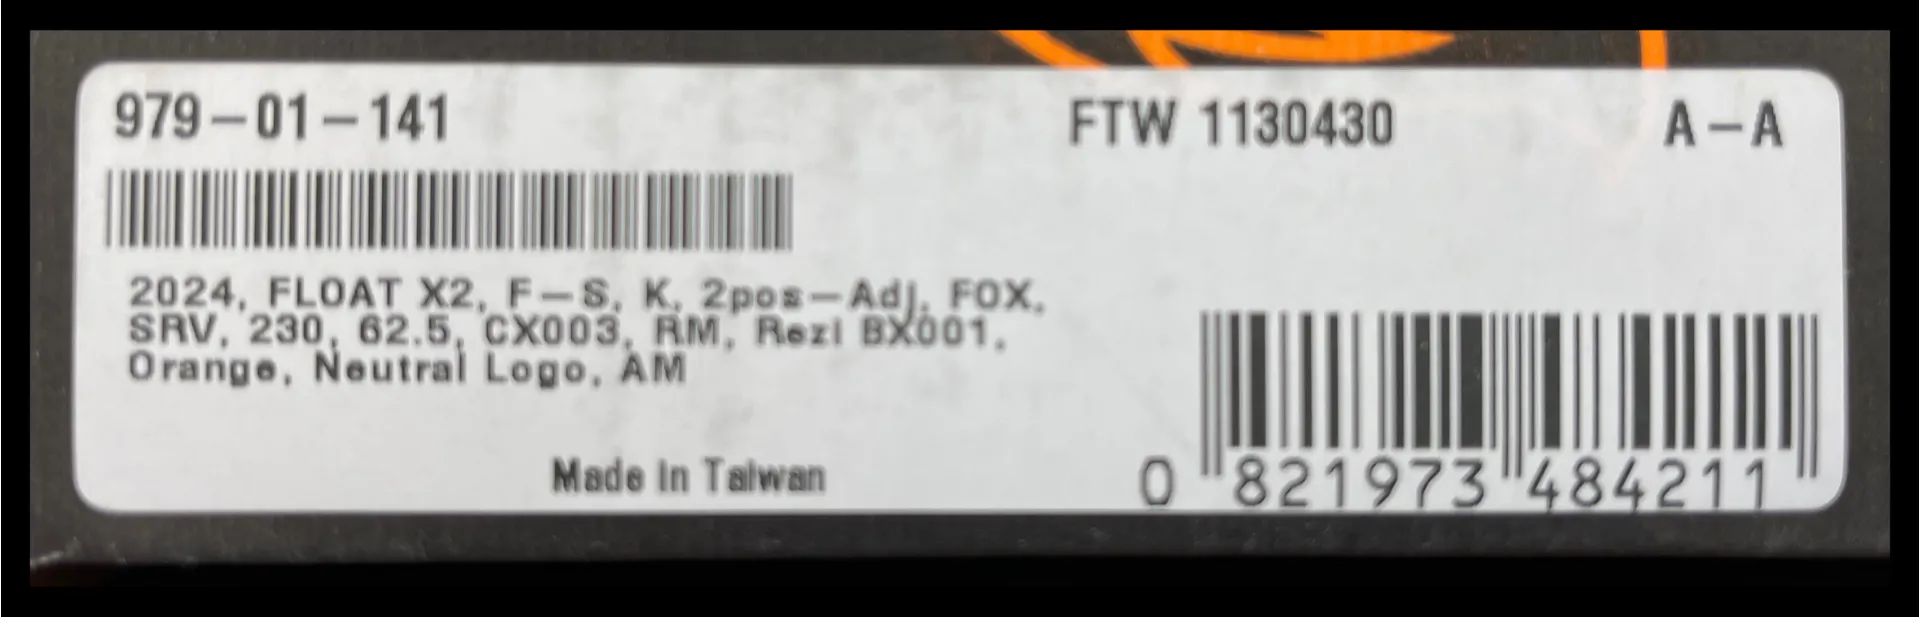 979-01-141 FTW 1130430 A-A
2024, FLOAT X2, F-S, K, 2pos-Adj, FOX,
SRV, 230, 62.5, CX003, RM, Rezi BX001,
Orange, Neutral Logo, AM
Made In Taiwan
0 821973 484211